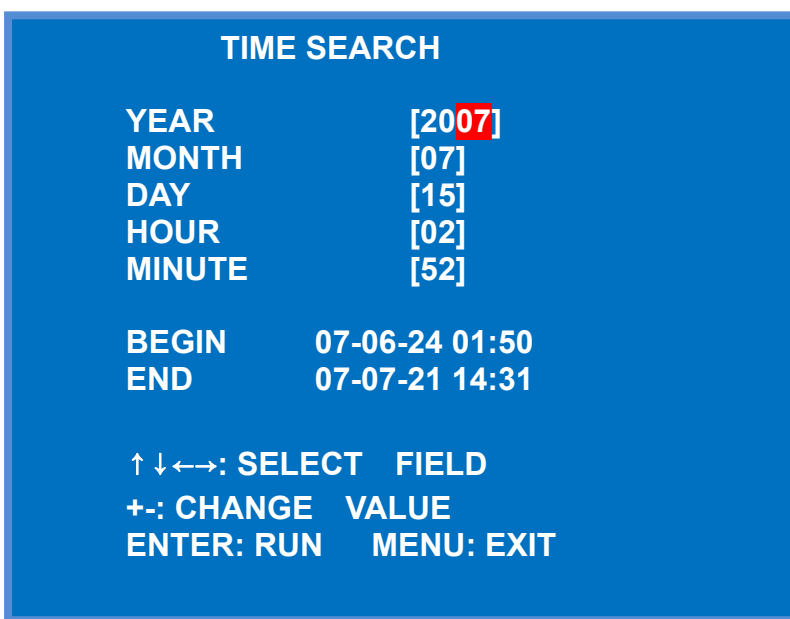 TIME SEARCH
YEAR [2007]
MONTH [07]
DAY [15]
HOUR [02]
MINUTE [52]
BEGIN 07-06-24 01:50
END 07-07-21 14:31
↑↓←→: SELECT FIELD
+-: CHANGE VALUE
ENTER: RUN MENU: EXIT